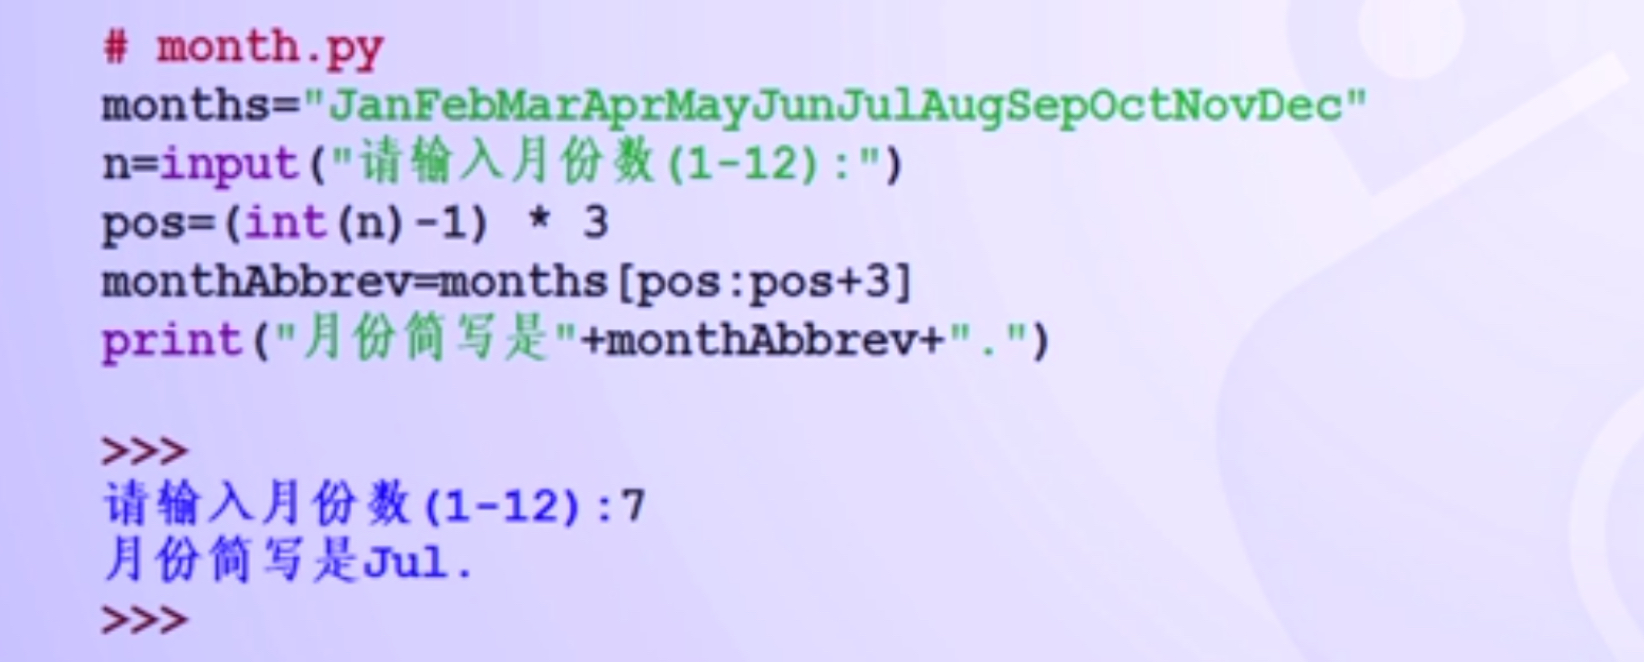 # month.py
months="JanFebMarAprMayJunJulAugSepOctNovDec"
n=input("请输入月份数(1-12):")
pos=(int(n)-1) * 3
monthAbbrev=months[pos:pos+3]
print("月份简写是"+monthAbbrev+".")
>>>
请输入月份数(1-12):7
月份简写是Jul.
>>>